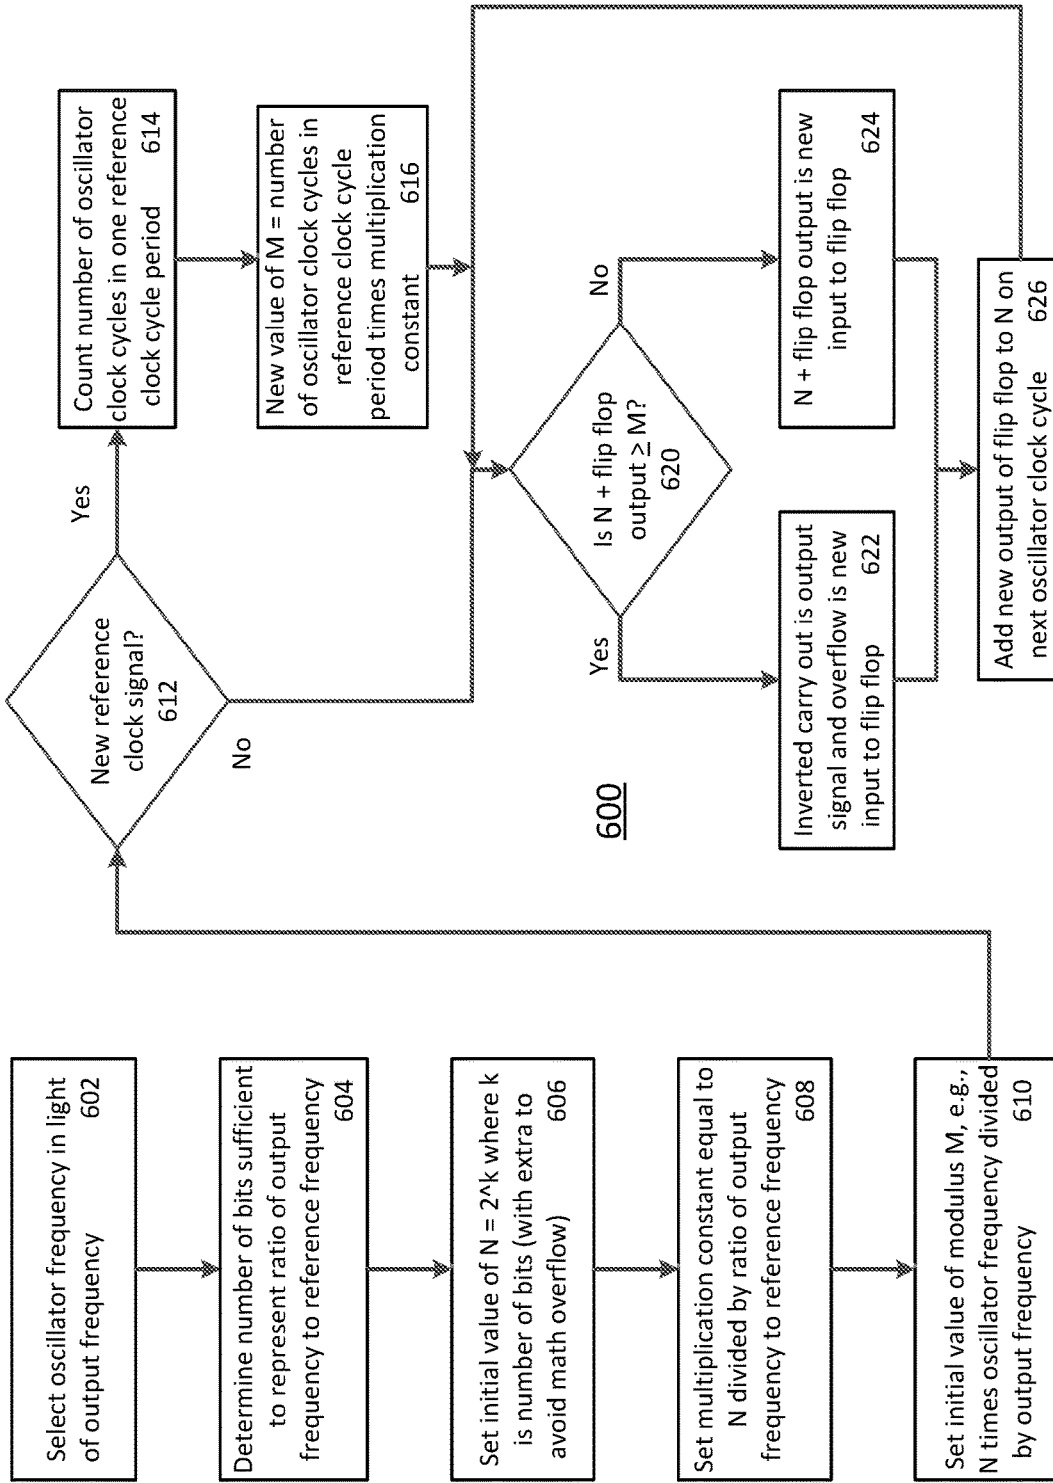 Select oscillator frequency in light
of output frequency 602
Determine number of bits sufficient
to represent ratio of output
frequency to reference frequency
604
Set initial value of N = 2^k where k
is number of bits (with extra to
avoid math overflow) 606
Set multiplication constant equal to
N divided by ratio of output
frequency to reference frequency
608
Set initial value of modulus M, e.g.,
N times oscillator frequency divided
by output frequency 610
New reference
clock signal?
612
Yes
No
Count number of oscillator
clock cycles in one reference
clock cycle period 614
New value of M = number
of oscillator clock cycles in
reference clock cycle
period times multiplication
constant 616
Is N + flip flop
output ≥ M?
620
Yes
No
Inverted carry out is output
signal and overflow is new
input to flip flop 622
N + flip flop output is new
input to flip flop
624
Add new output of flip flop to N on
next oscillator clock cycle 626
600